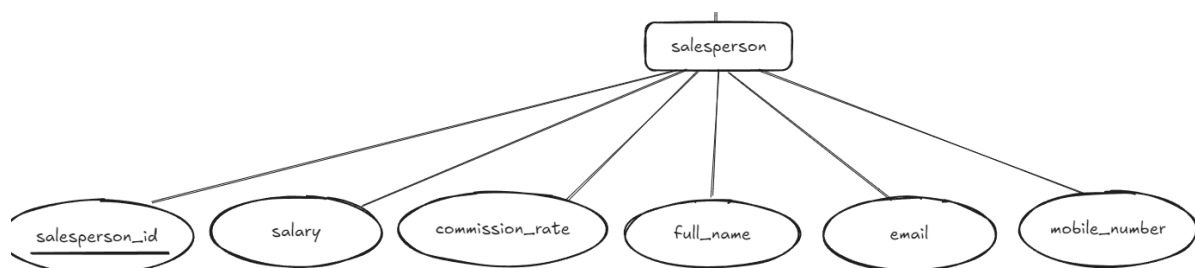 salesperson
salesperson_id
salary
commission_rate
full_name
email
mobile_number